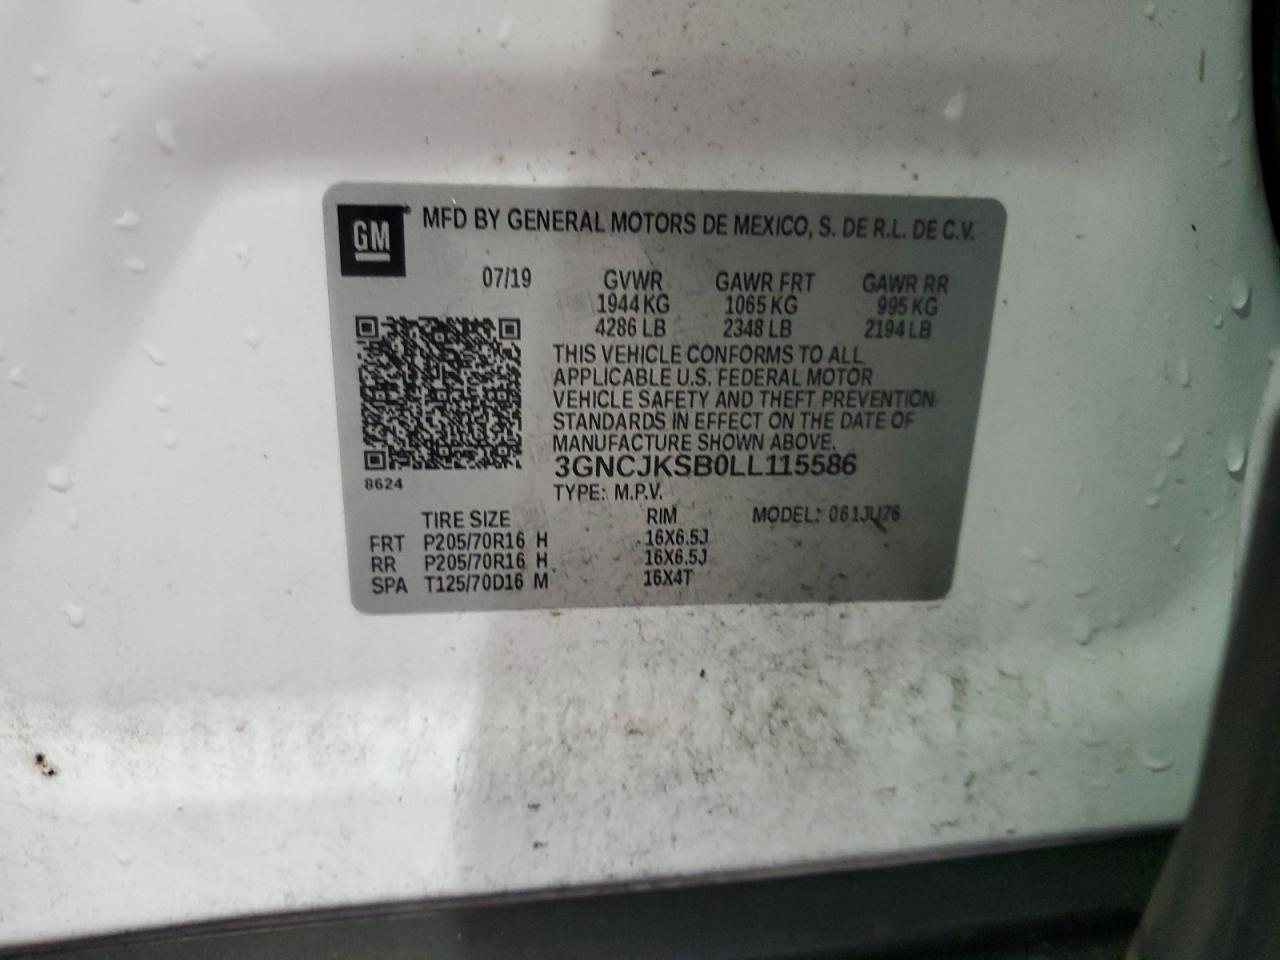 GM® MFD BY GENERAL MOTORS DE MEXICO, S. DE R.L. DE C.V.
07/19 GVWR GAWR FRT GAWR RR
1944 KG 1065 KG 995 KG
4286 LB 2348 LB 2194 LB
THIS VEHICLE CONFORMS TO ALL
APPLICABLE U.S. FEDERAL MOTOR
VEHICLE SAFETY AND THEFT PREVENTION
STANDARDS IN EFFECT ON THE DATE OF
MANUFACTURE SHOWN ABOVE.
3GNCJKSB0LL115586
8624
TYPE: M.P.V.
TIRE SIZE RIM MODEL: 061JU76
FRT P205/70R16 H 16X6.5J
RR P205/70R16 H 16X6.5J
SPA T125/70D16 M 16X4T